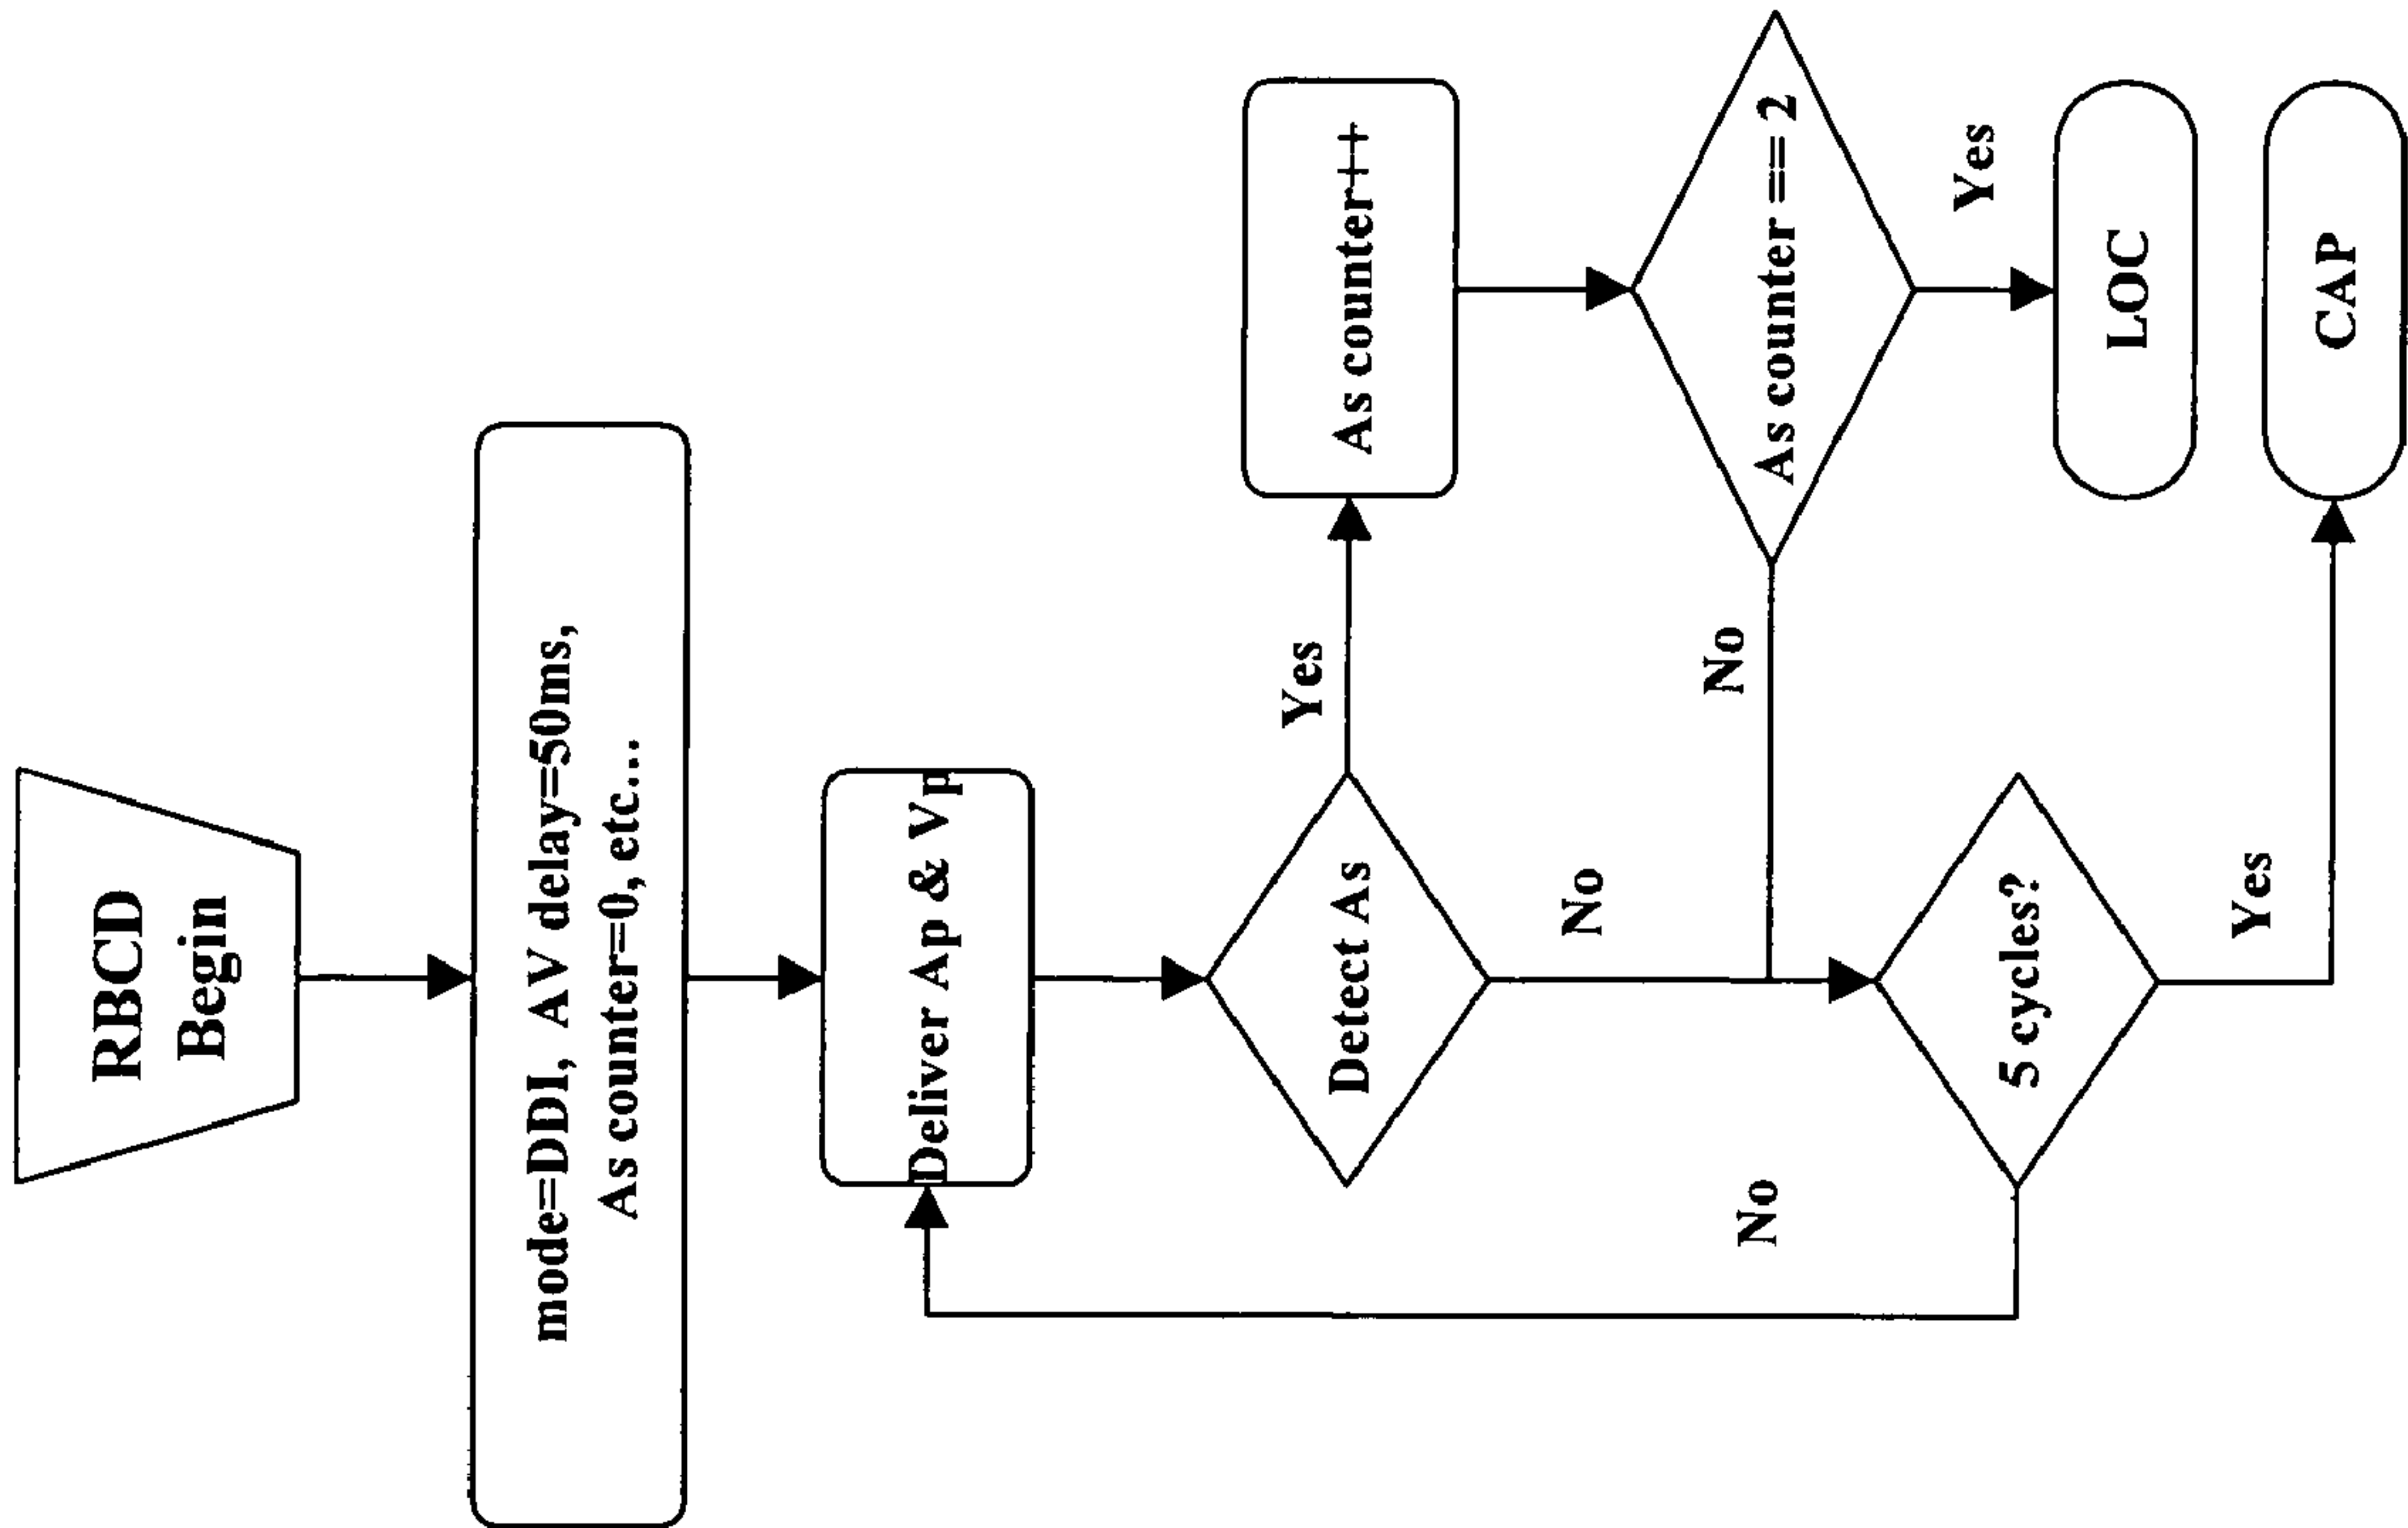 RBCD
Begin
mode=DDI, AV delay=50ms,
As counter=0, etc...
Deliver Ap & Vp
Detect As
Yes
As counter++
As counter == 2
No
Yes
LOC
No
5 cycles?
No
Yes
CAP